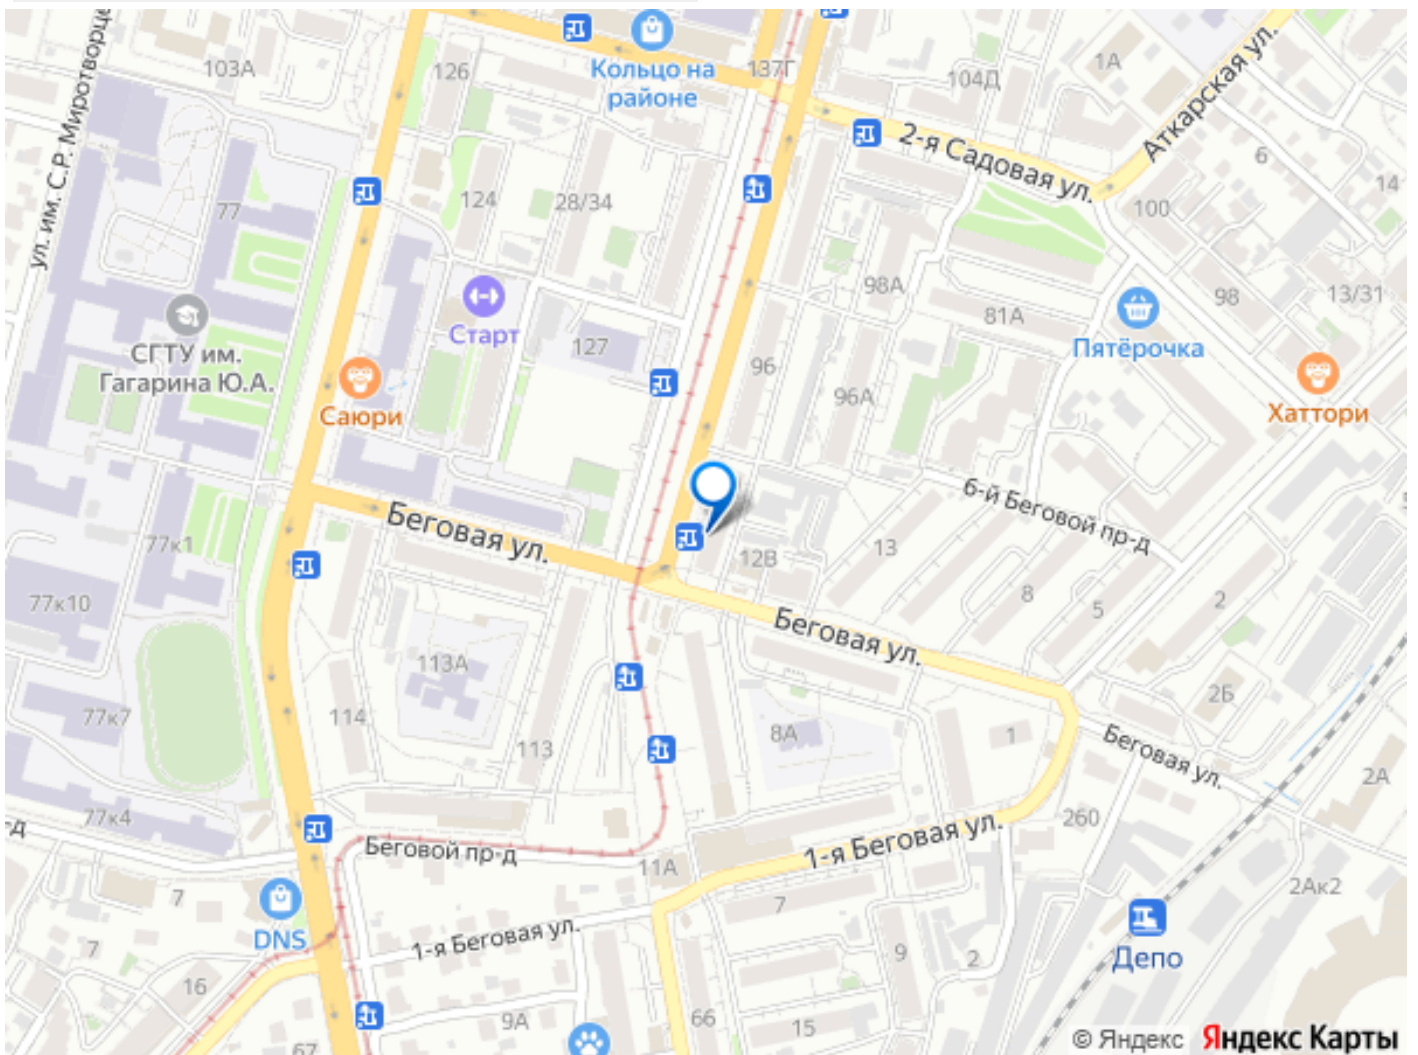 103А
126
Кольцо на
районе
137Г
104Д
1А
Аткарская ул.
ул. им. С.Р. Миротворце
2-я Садовая ул.
6
14
77
124
28/34
100
98А
98
13/31
Старт
СГТУ им.
Гагарина Ю.А.
127
81А
Пятёрочка
96
96А
Саюри
Хаттори
Беговая ул.
6-й Беговой пр-д
77к1
12В
13
8
5
2
77к10
Беговая ул.
113А
2Б
77к7
114
113
8А
1
Беговая ул.
2А
77к4
260
д
Беговой пр-д
11А
1-я Беговая ул.
2Ак2
7
7
DNS
7
1-я Беговая ул.
9
2
Депо
16
9А
66
15
67
© Яндекс Яндекс Карты